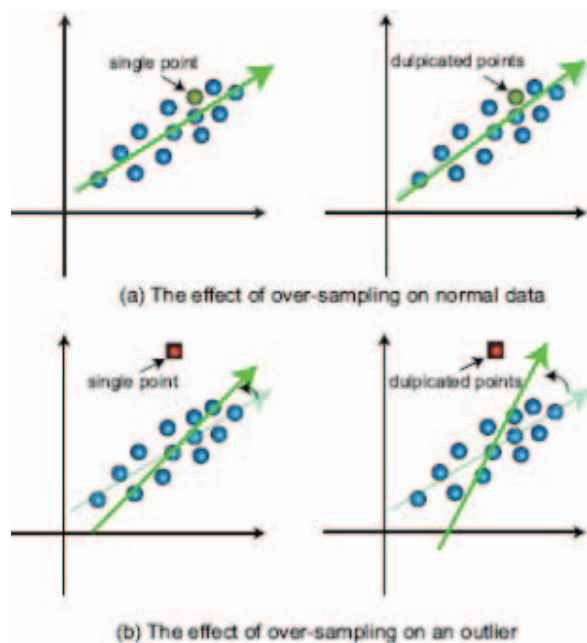 single point
dulpicated points
(a) The effect of over-sampling on normal data
single point
dulpicated points
(b) The effect of over-sampling on an outlier